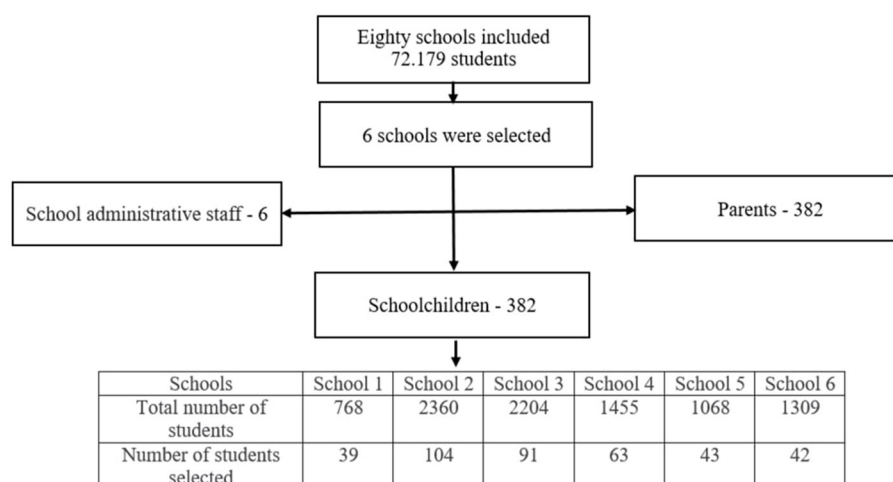 Eighty schools included
72.179 students
6 schools were selected
School administrative staff - 6
Parents - 382
Schoolchildren - 382
Schools School 1 School 2 School 3 School 4 School 5 School 6
Total number of
students
768 2360 2204 1455 1068 1309
Number of students
selected
39 104 91 63 43 42